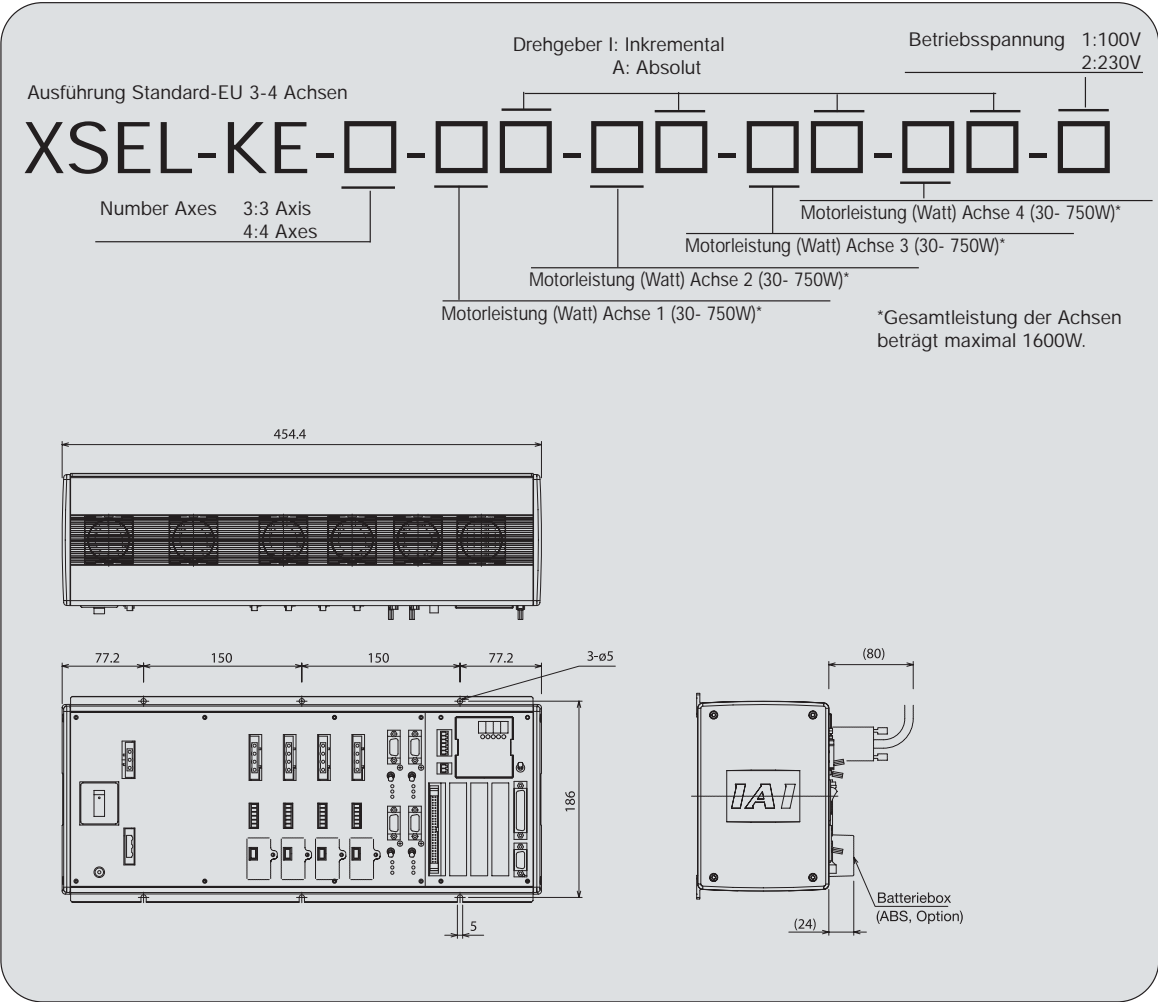 Drehgeber I: Inkremental
A: Absolut
Betriebsspannung 1:100V
2:230V
Ausführung Standard-EU 3-4 Achsen
XSEL-KE-□-□□-□□-□□-□□-□
Number Axes 3:3 Axis
4:4 Axes
Motorleistung (Watt) Achse 4 (30- 750W)*
Motorleistung (Watt) Achse 3 (30- 750W)*
Motorleistung (Watt) Achse 2 (30- 750W)*
Motorleistung (Watt) Achse 1 (30- 750W)*
*Gesamtleistung der Achsen
beträgt maximal 1600W.
454.4
77.2 150 150 77.2 3-ø5 (80)
186
IAI
5 (24)
Batteriebox
(ABS, Option)